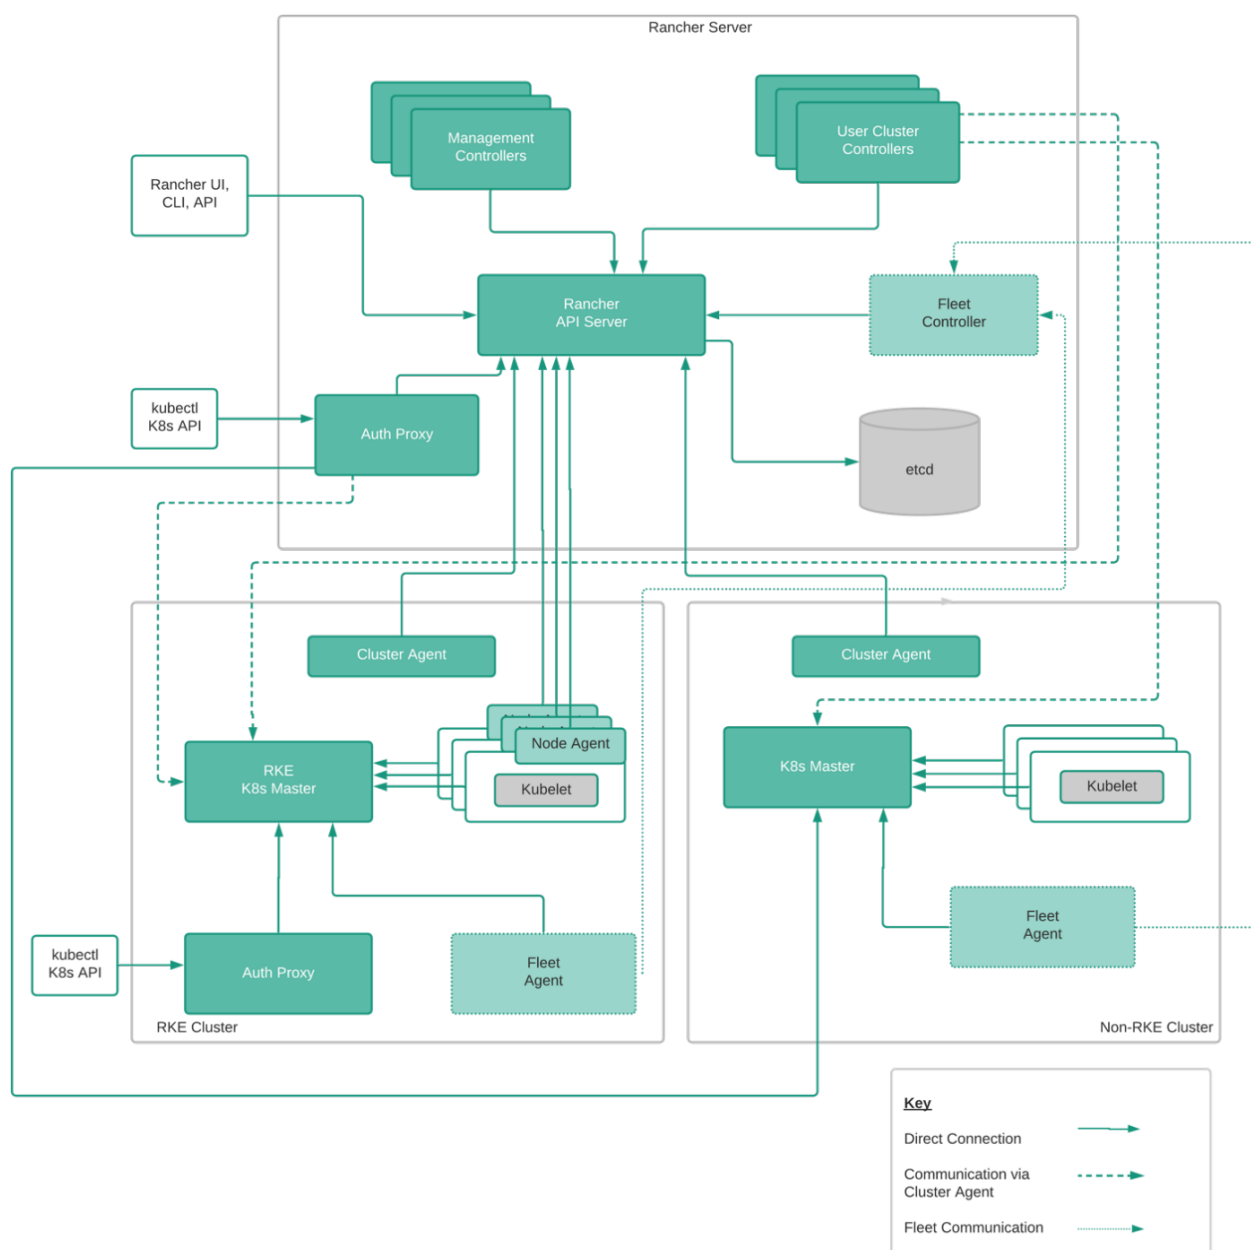 Rancher Server
Management
Controllers
User Cluster
Controllers
Rancher UI,
CLI, API
Rancher
API Server
Fleet
Controller
kubectl
K8s API
Auth Proxy
etcd
Cluster Agent
Cluster Agent
Node Agent
RKE
K8s Master
Kubelet
K8s Master
Kubelet
kubectl
K8s API
Auth Proxy
Fleet
Agent
Fleet
Agent
RKE Cluster
Non-RKE Cluster
Key
Direct Connection
Communication via
Cluster Agent
Fleet Communication